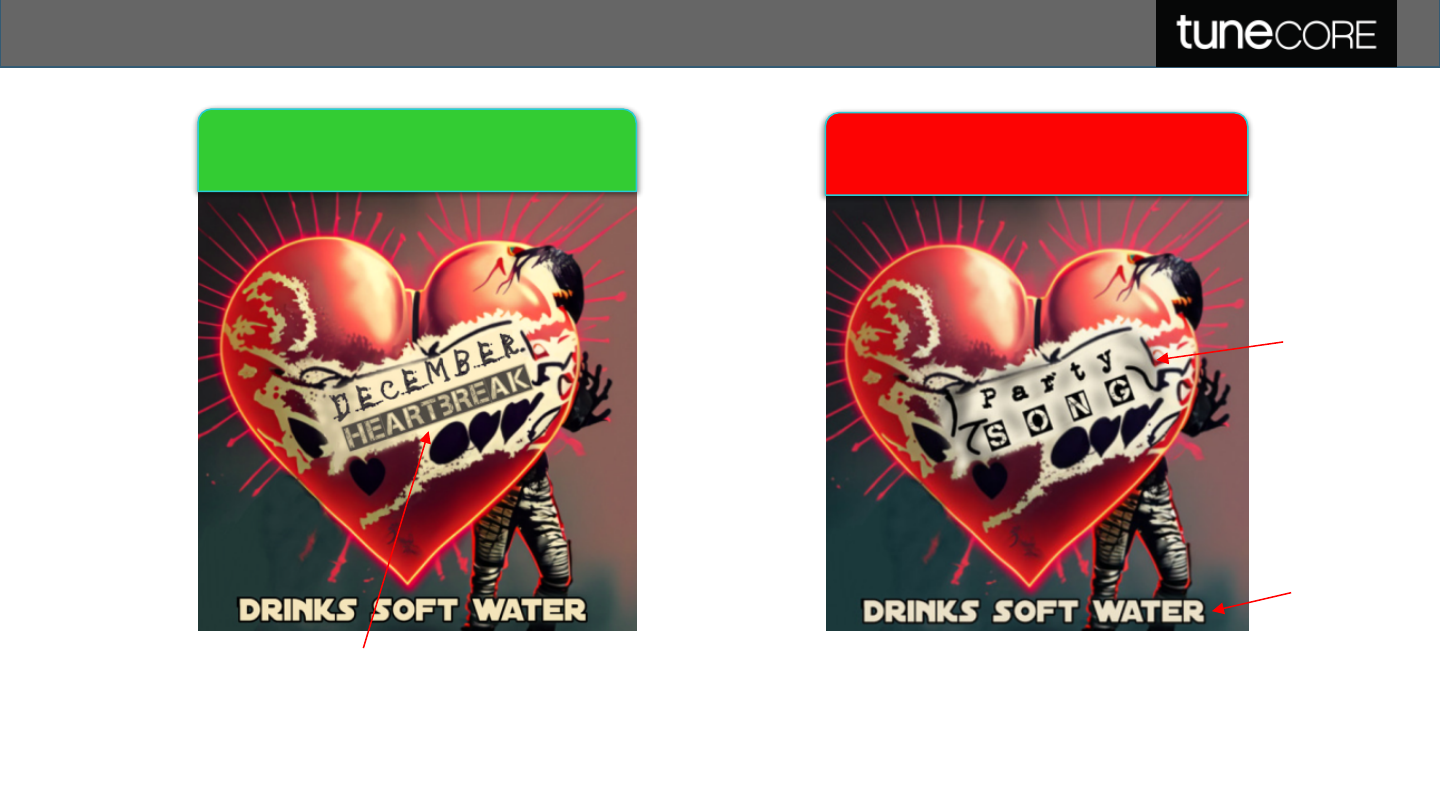 tuneCORE
DECEMBER
HEARTBREAK
DRINKS SOFT WATER
Party
SONG
DRINKS SOFT WATER